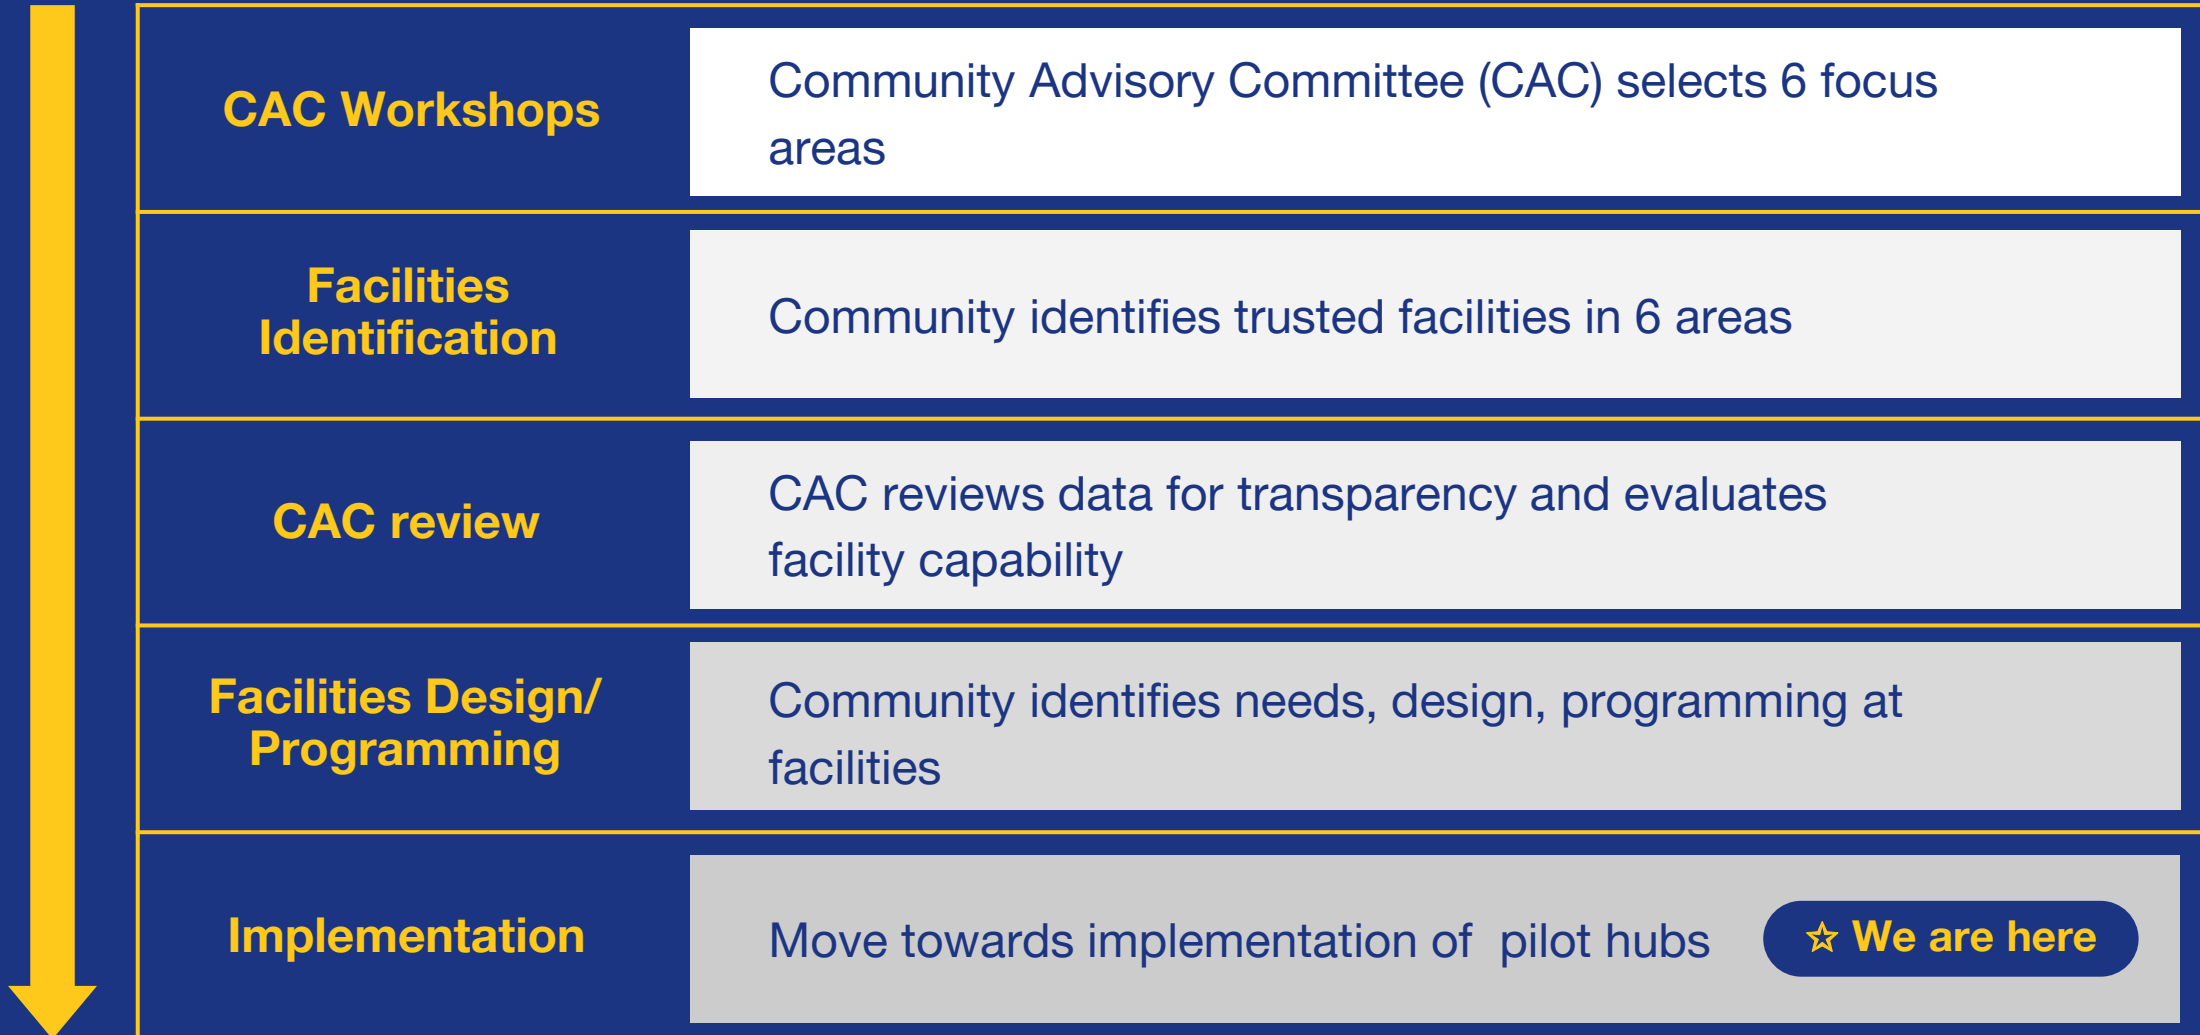 CAC Workshops
Community Advisory Committee (CAC) selects 6 focus
areas
Facilities
Identification
Community identifies trusted facilities in 6 areas
CAC review
CAC reviews data for transparency and evaluates
facility capability
Facilities Design/
Programming
Community identifies needs, design, programming at
facilities
Implementation
Move towards implementation of pilot hubs
☆ We are here